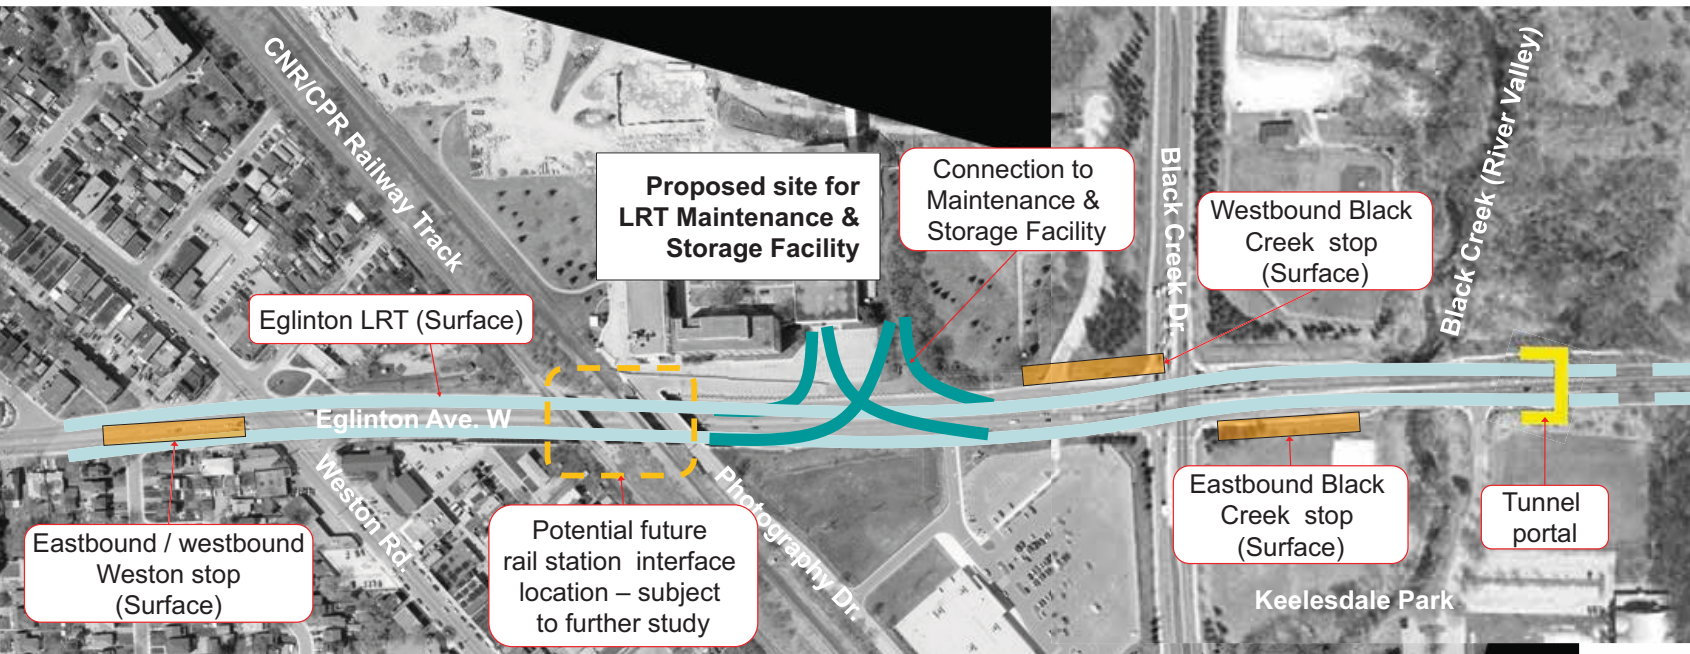 CNR/CPR Railway Track
Proposed site for
LRT Maintenance &
Storage Facility
Connection to
Maintenance &
Storage Facility
Black Creek Dr.
Westbound Black
Creek stop
(Surface)
Black Creek (River Valley)
Eglinton LRT (Surface)
Eglinton Ave. W
Weston Rd.
Photography Dr.
Eastbound / westbound
Weston stop
(Surface)
Potential future
rail station interface
location – subject
to further study
Eastbound Black
Creek stop
(Surface)
Tunnel
portal
Keelesdale Park